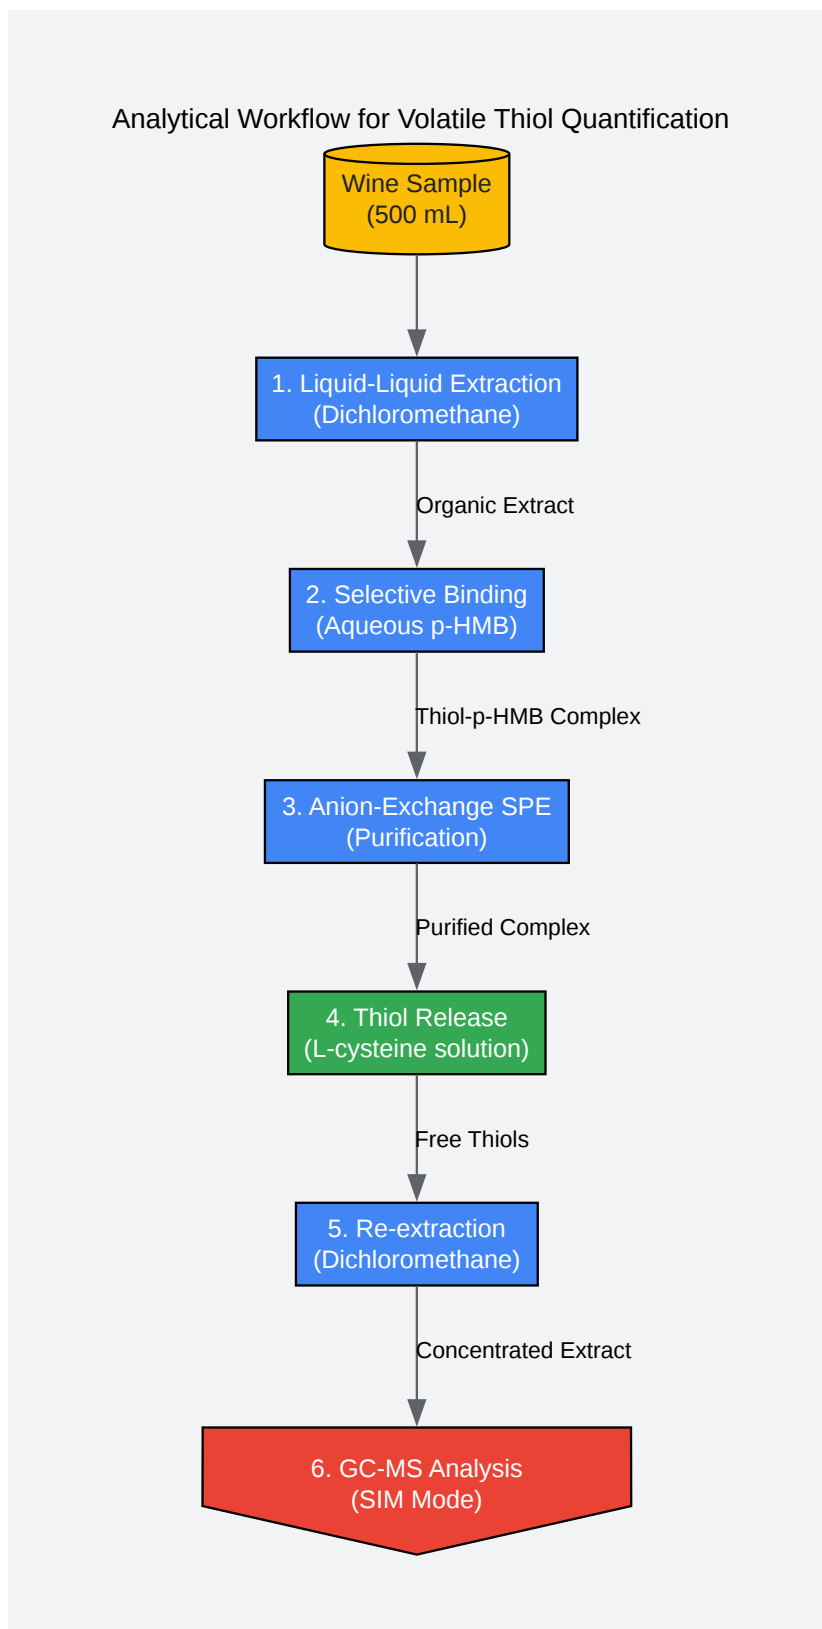 Analytical Workflow for Volatile Thiol Quantification
Wine Sample
(500 mL)
1. Liquid-Liquid Extraction
(Dichloromethane)
Organic Extract
2. Selective Binding
(Aqueous p-HMB)
Thiol-p-HMB Complex
3. Anion-Exchange SPE
(Purification)
Purified Complex
4. Thiol Release
(L-cysteine solution)
Free Thiols
5. Re-extraction
(Dichloromethane)
Concentrated Extract
6. GC-MS Analysis
(SIM Mode)